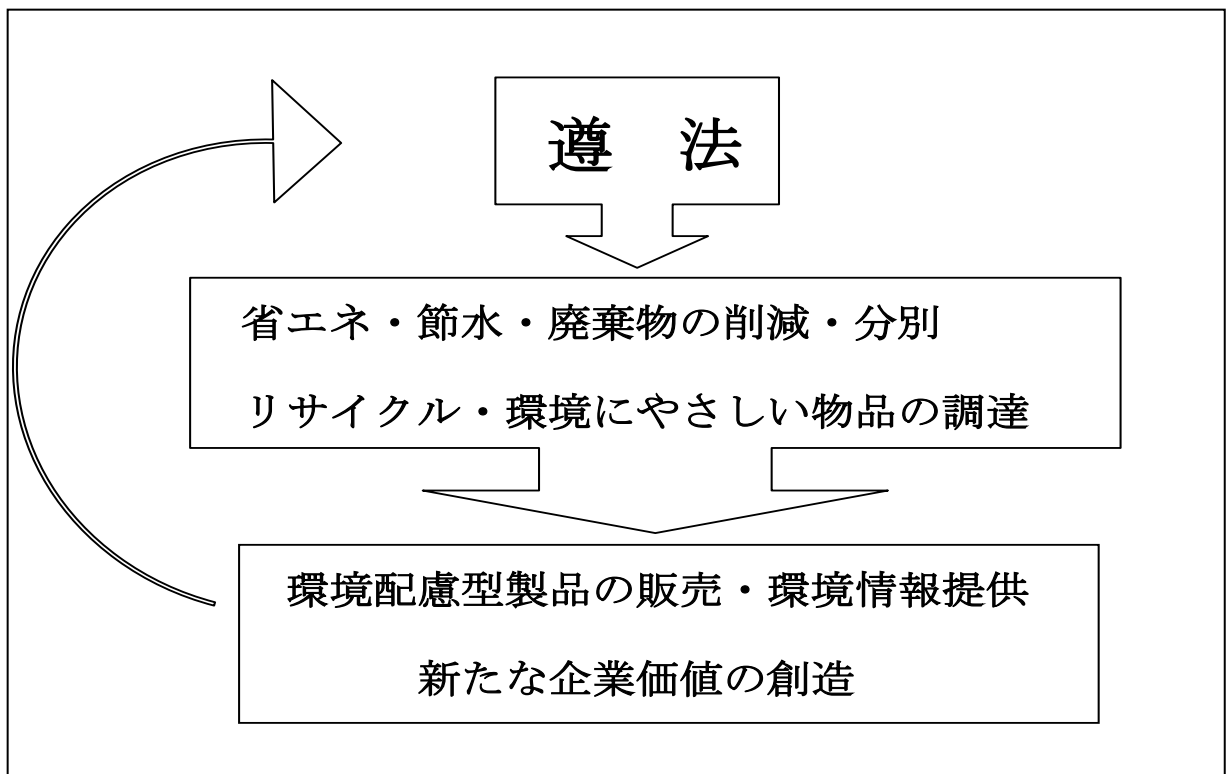 遵　法
省エネ・節水・廃棄物の削減・分別
リサイクル・環境にやさしい物品の調達
環境配慮型製品の販売・環境情報提供
新たな企業価値の創造